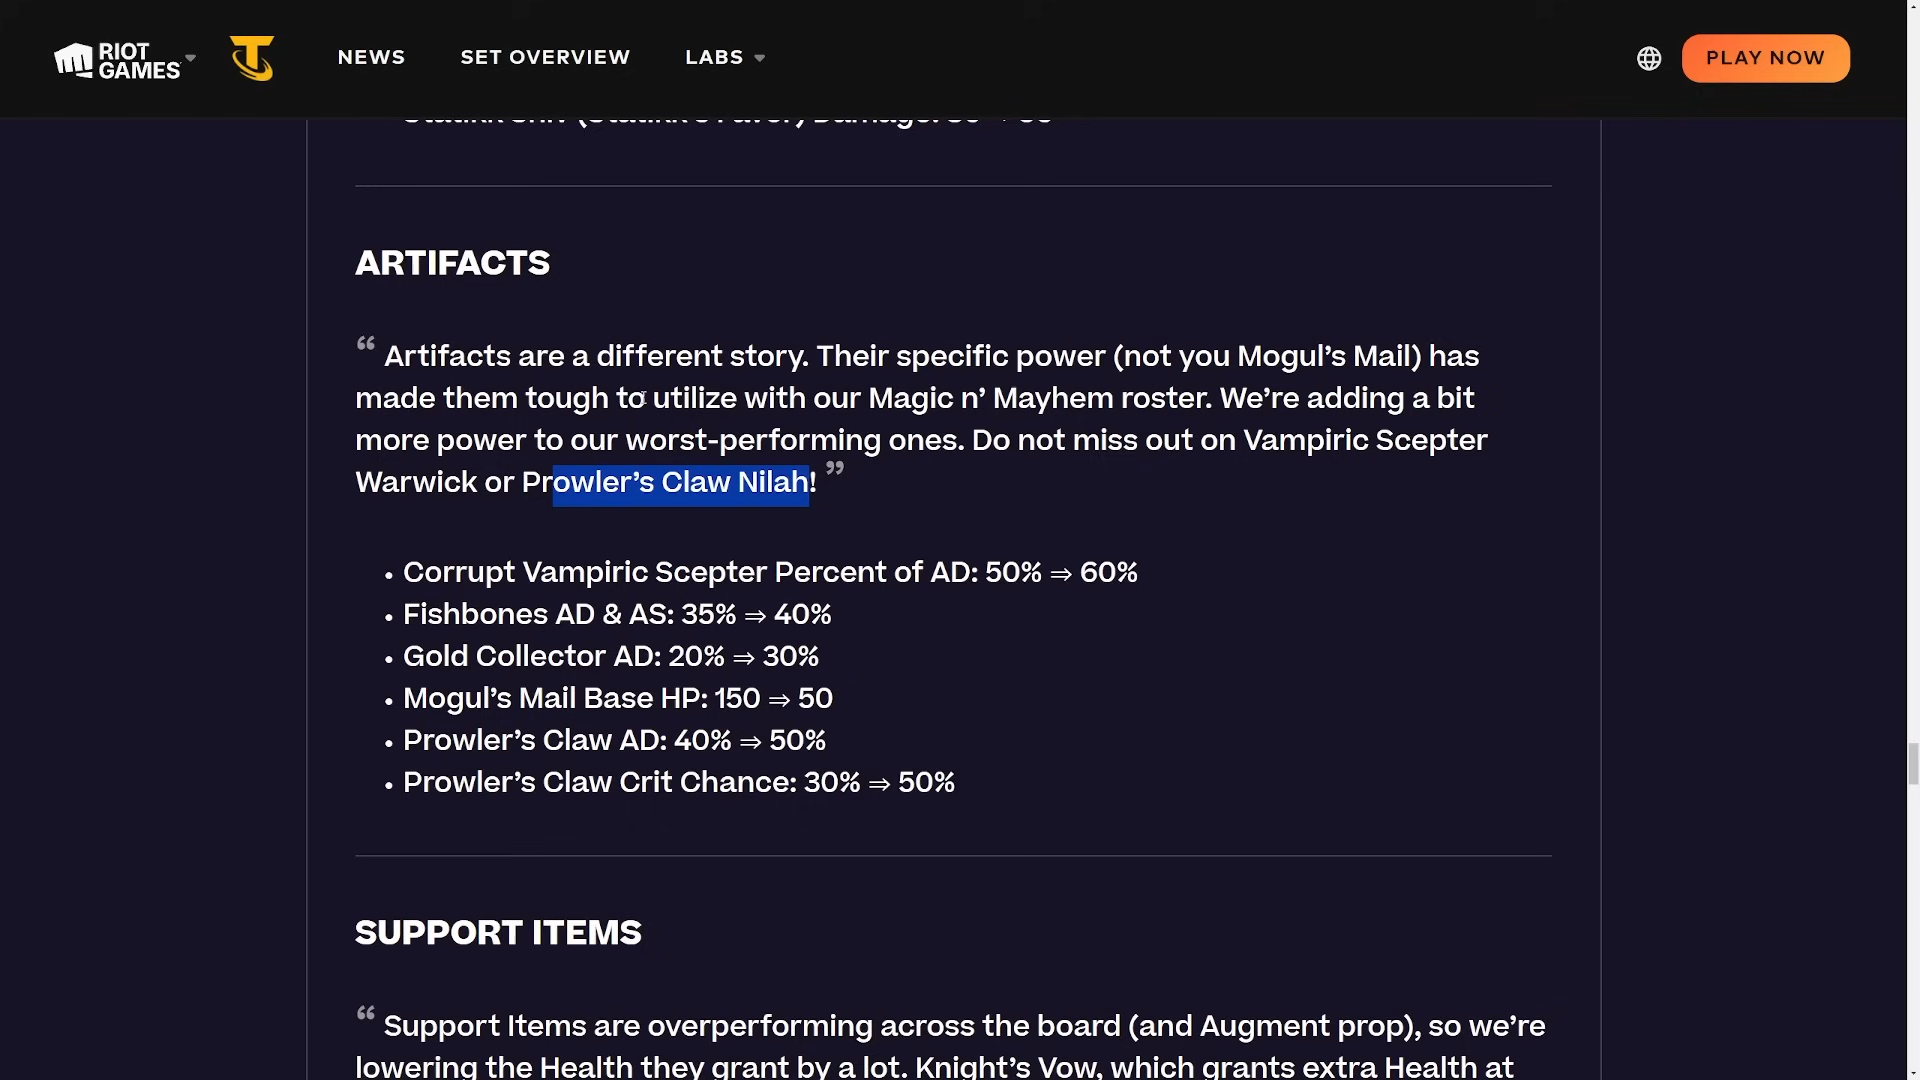 RIOT
GAMES
NEWS
SET OVERVIEW
LABS
PLAY NOW
ARTIFACTS
“ Artifacts are a different story. Their specific power (not you Mogul’s Mail) has
made them tough to utilize with our Magic n’ Mayhem roster. We’re adding a bit
more power to our worst-performing ones. Do not miss out on Vampiric Scepter
Warwick or Prowler’s Claw Nilah! ”
• Corrupt Vampiric Scepter Percent of AD: 50% ⇒ 60%
• Fishbones AD & AS: 35% ⇒ 40%
• Gold Collector AD: 20% ⇒ 30%
• Mogul’s Mail Base HP: 150 ⇒ 50
• Prowler’s Claw AD: 40% ⇒ 50%
• Prowler’s Claw Crit Chance: 30% ⇒ 50%
SUPPORT ITEMS
“ Support Items are overperforming across the board (and Augment prop), so we’re
lowering the Health they grant by a lot. Knight’s Vow, which grants extra Health at